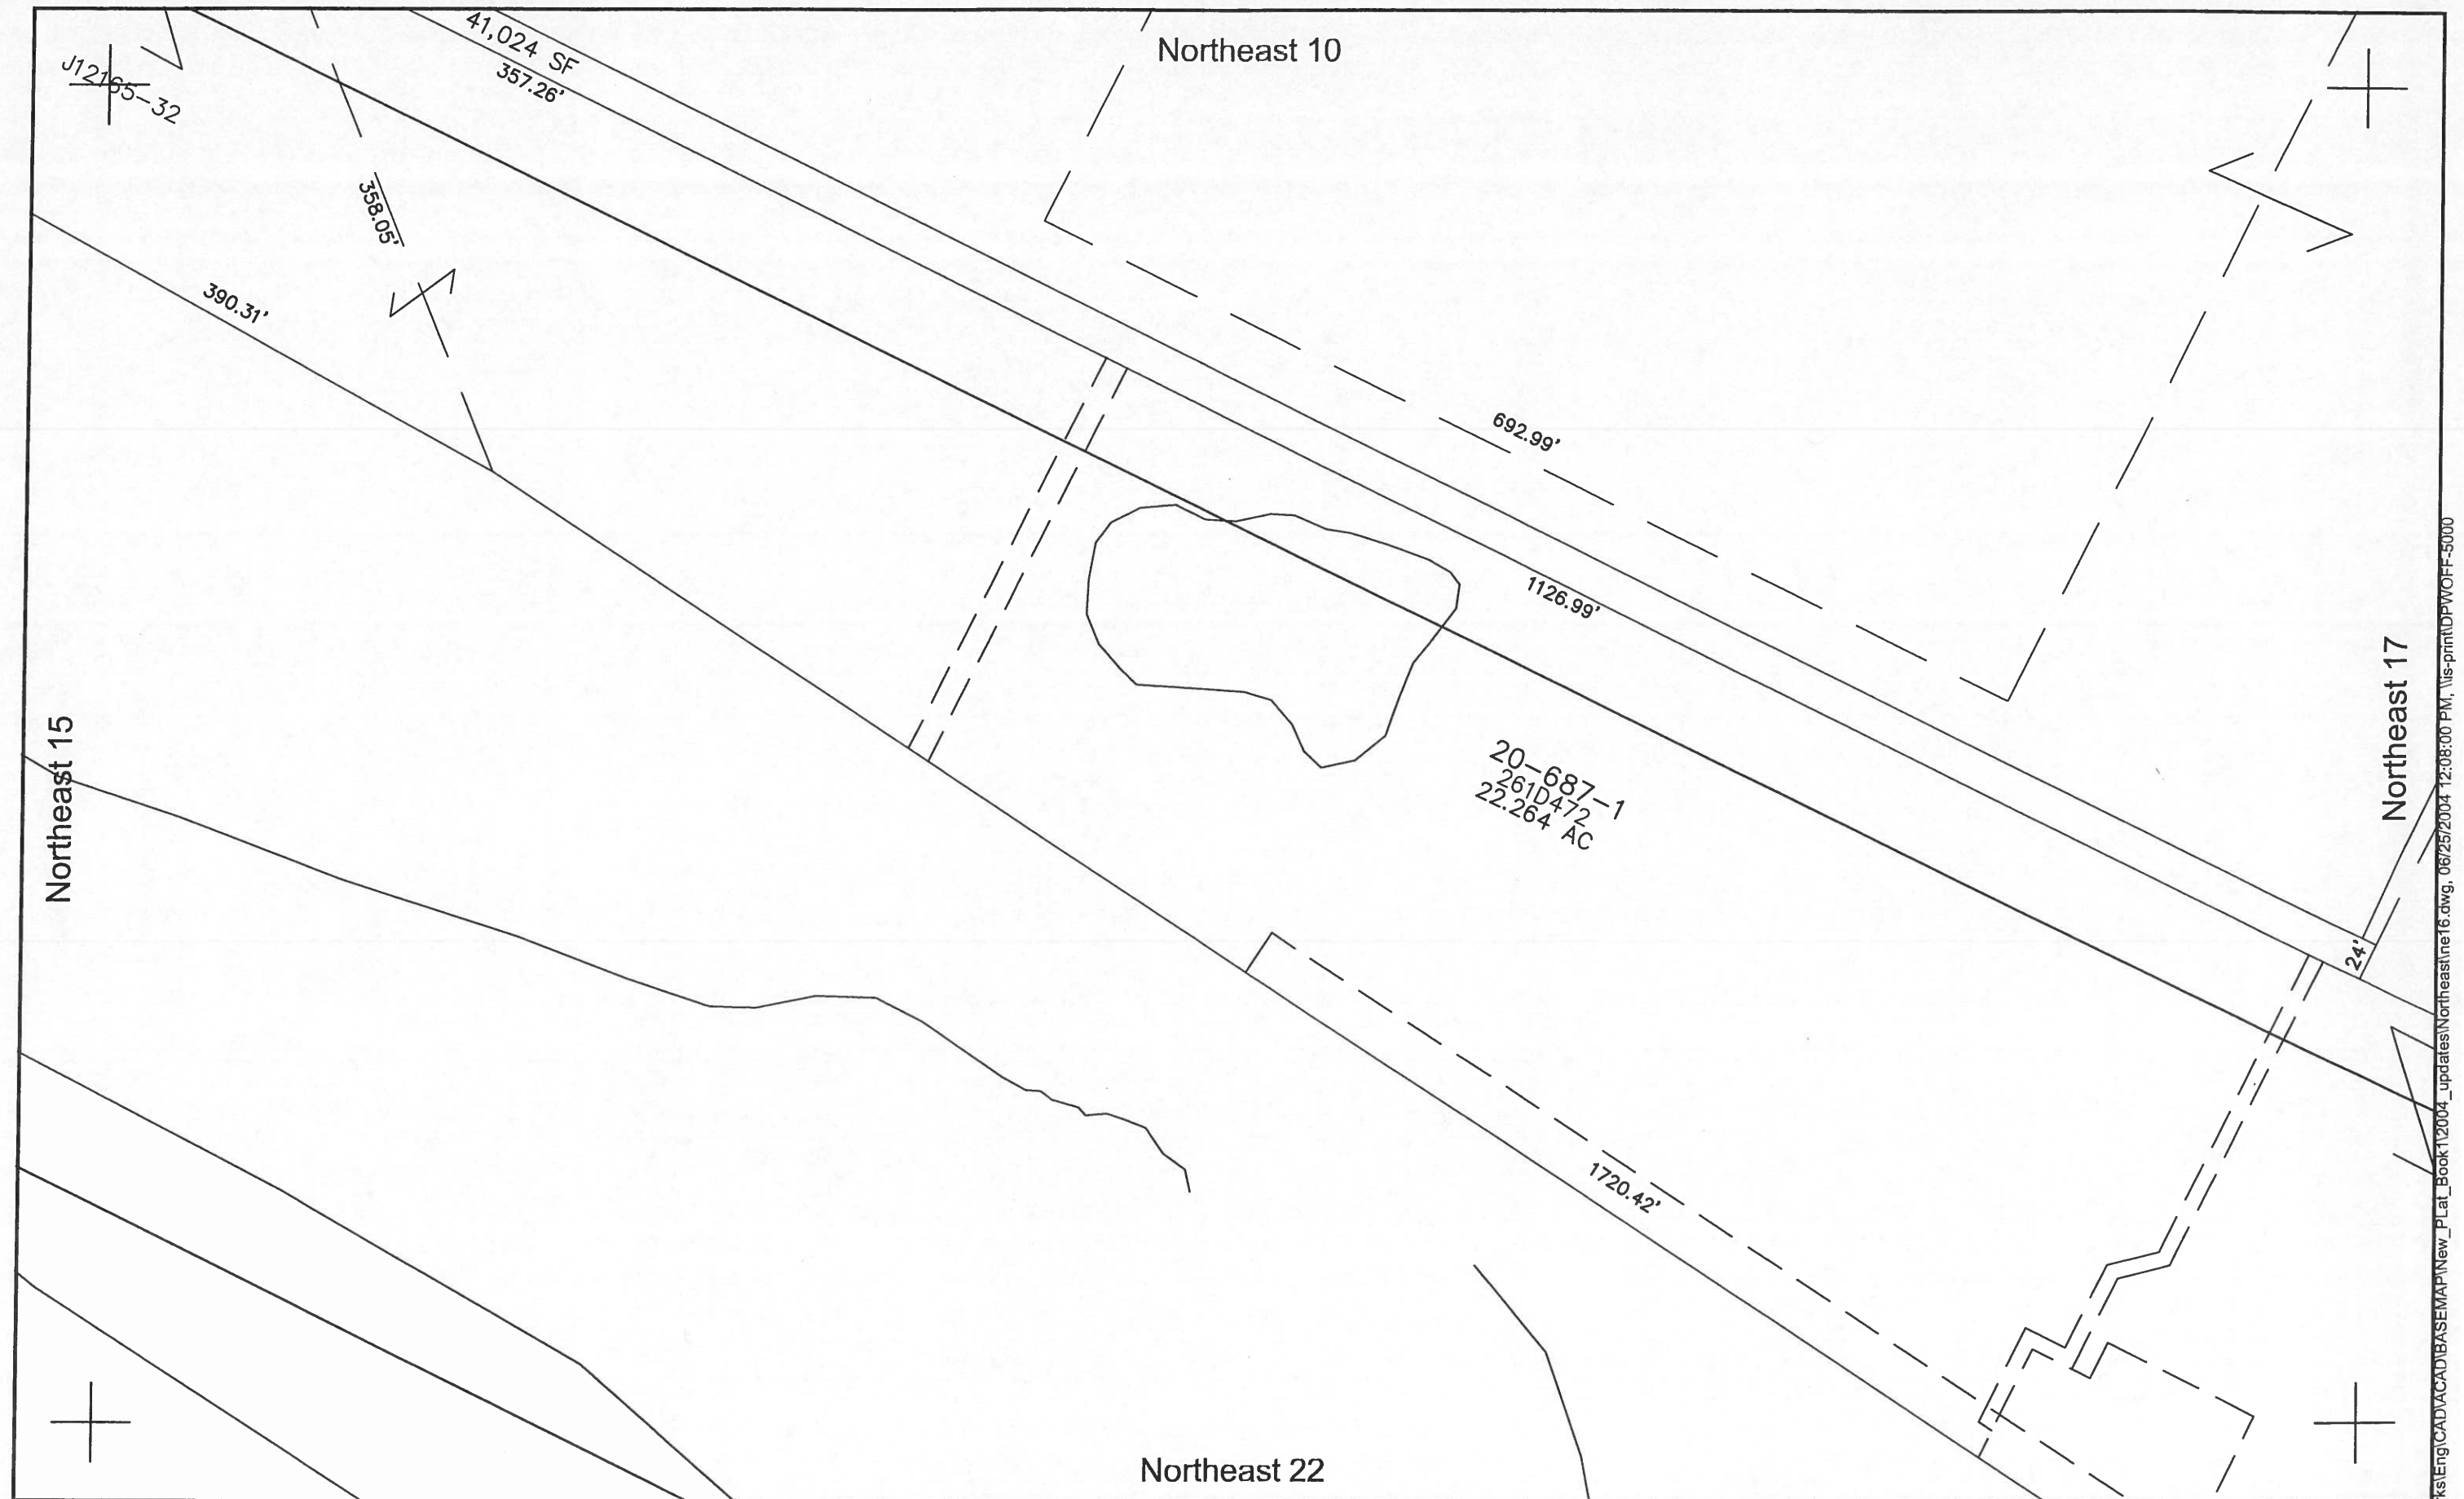 41,024 SF
357.26'
Northeast 10
J12165-32
358.05'
390.31'
692.99'
1126.99'
Northeast 15
Northeast 17
20-687-1
261D472
22.264 AC
24'
1720.42'
Northeast 22
ks\Eng\CAD\ACAD\BASEMAP\New_PLat_Book1\2004_updates\Northeast\ne16.dwg, 06/25/2004 12:08:00 PM, \\is-print\DPWOFF-5000